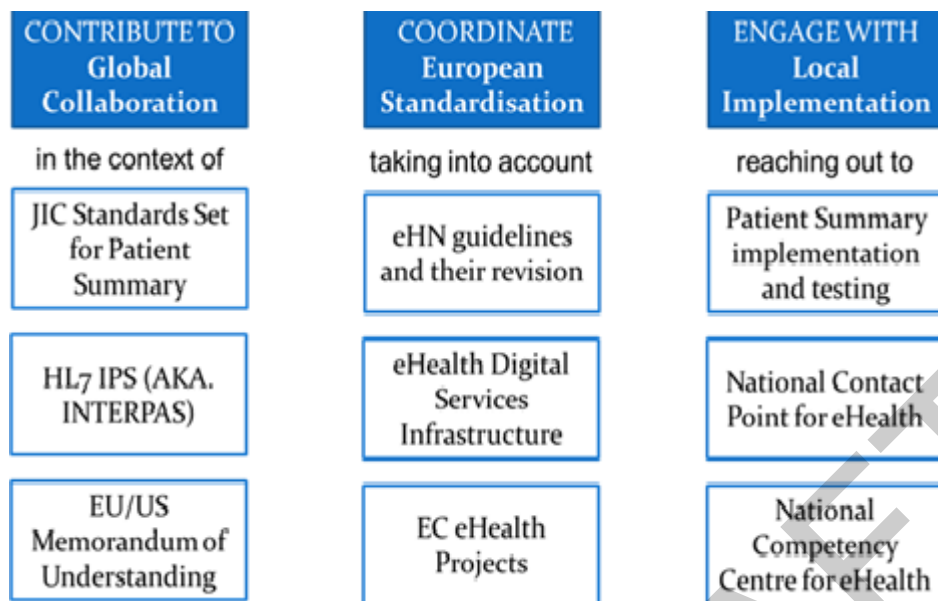 CONTRIBUTE TO
Global
Collaboration
in the context of
JIC Standards Set
for Patient
Summary
HL7 IPS (AKA.
INTERPAS)
EU/US
Memorandum of
Understanding
COORDINATE
European
Standardisation
taking into account
eHN guidelines
and their revision
eHealth Digital
Services
Infrastructure
EC eHealth
Projects
ENGAGE WITH
Local
Implementation
reaching out to
Patient Summary
implementation
and testing
National Contact
Point for eHealth
National
Competency
Centre for eHealth